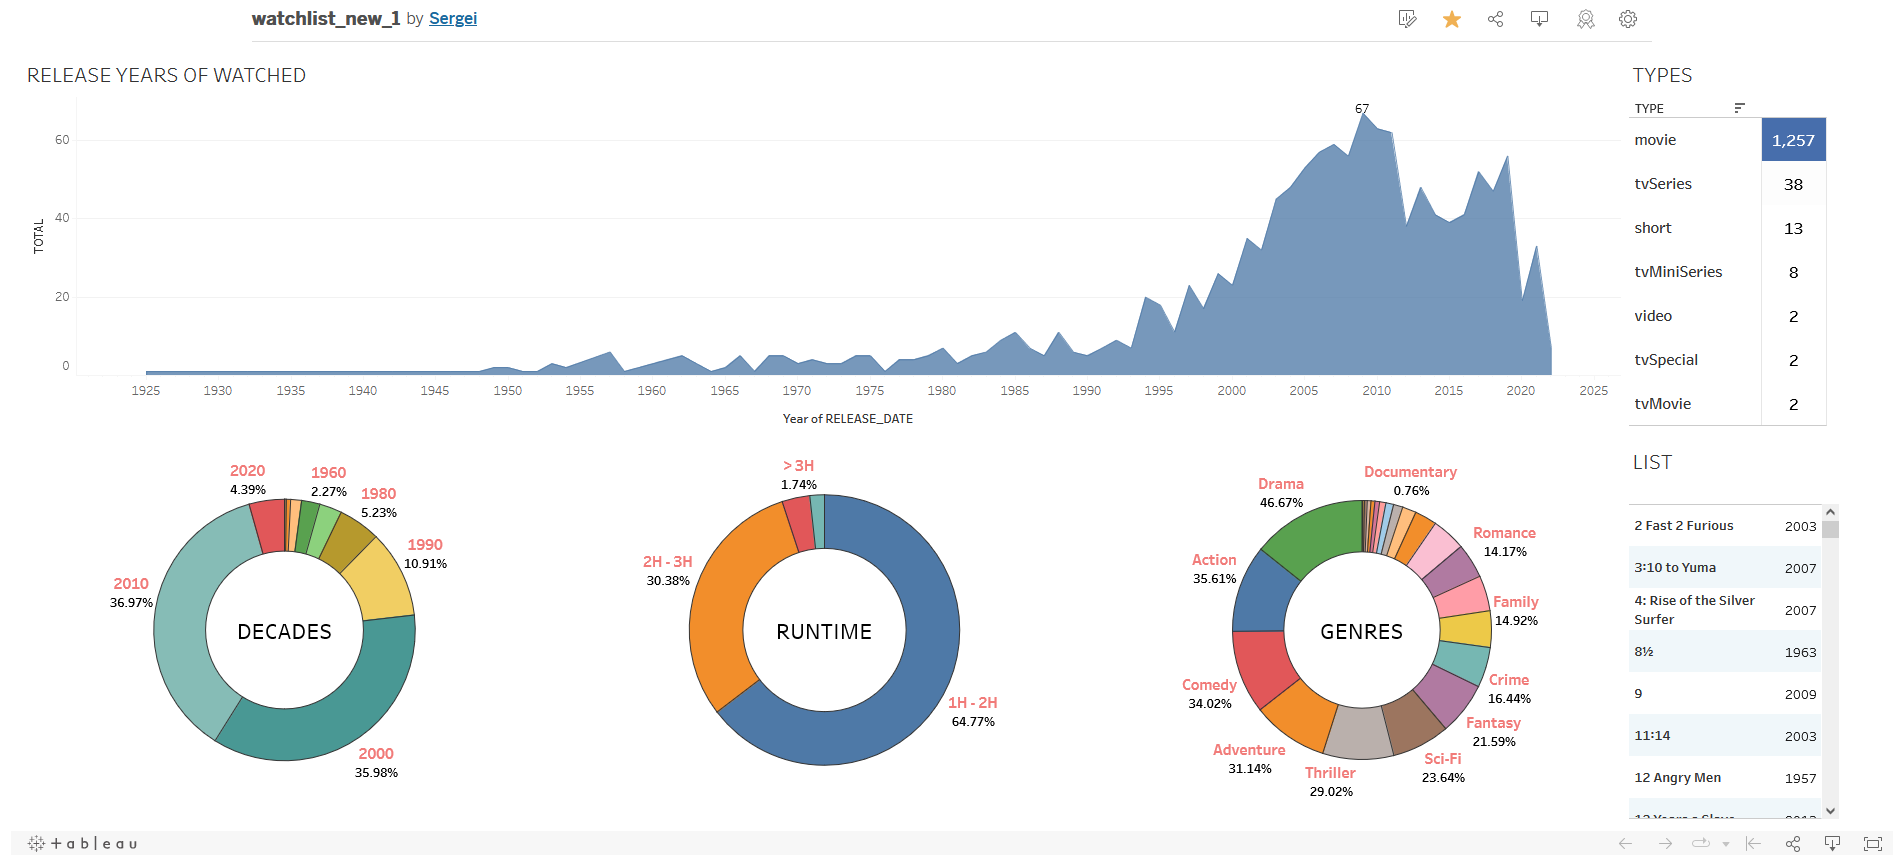 watchlist_new_1 by Sergei
RELEASE YEARS OF WATCHED
67
60
40
20
0
TOTAL
1925 1930 1935 1940 1945 1950 1955 1960 1965 1970 1975 1980 1985 1990 1995 2000 2005 2010 2015 2020 2025
Year of RELEASE_DATE
TYPES
TYPE
movie 1,257
tvSeries 38
short 13
tvMiniSeries 8
video 2
tvSpecial 2
tvMovie 2
DECADES
2020
4.39%
1960
2.27%
1980
5.23%
1990
10.91%
2010
36.97%
2000
35.98%
RUNTIME
> 3H
1.74%
2H - 3H
30.38%
1H - 2H
64.77%
GENRES
Documentary
0.76%
Drama
46.67%
Romance
14.17%
Action
35.61%
Family
14.92%
Comedy
34.02%
Crime
16.44%
Fantasy
21.59%
Adventure
31.14%
Sci-Fi
23.64%
Thriller
29.02%
LIST
2 Fast 2 Furious 2003
3:10 to Yuma 2007
4: Rise of the Silver
Surfer 2007
8½ 1963
9 2009
11:14 2003
12 Angry Men 1957
12 Years a Slave 2013
+ a b | e a u